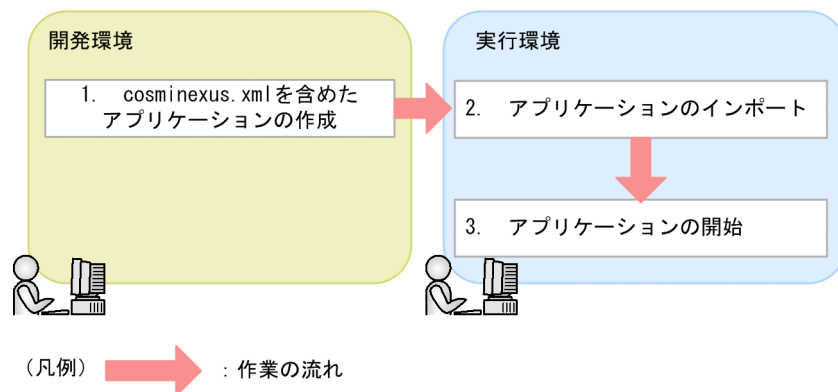 開発環境
1. cosminexus.xmlを含めた
アプリケーションの作成
実行環境
2. アプリケーションのインポート
3. アプリケーションの開始
(凡例) : 作業の流れ